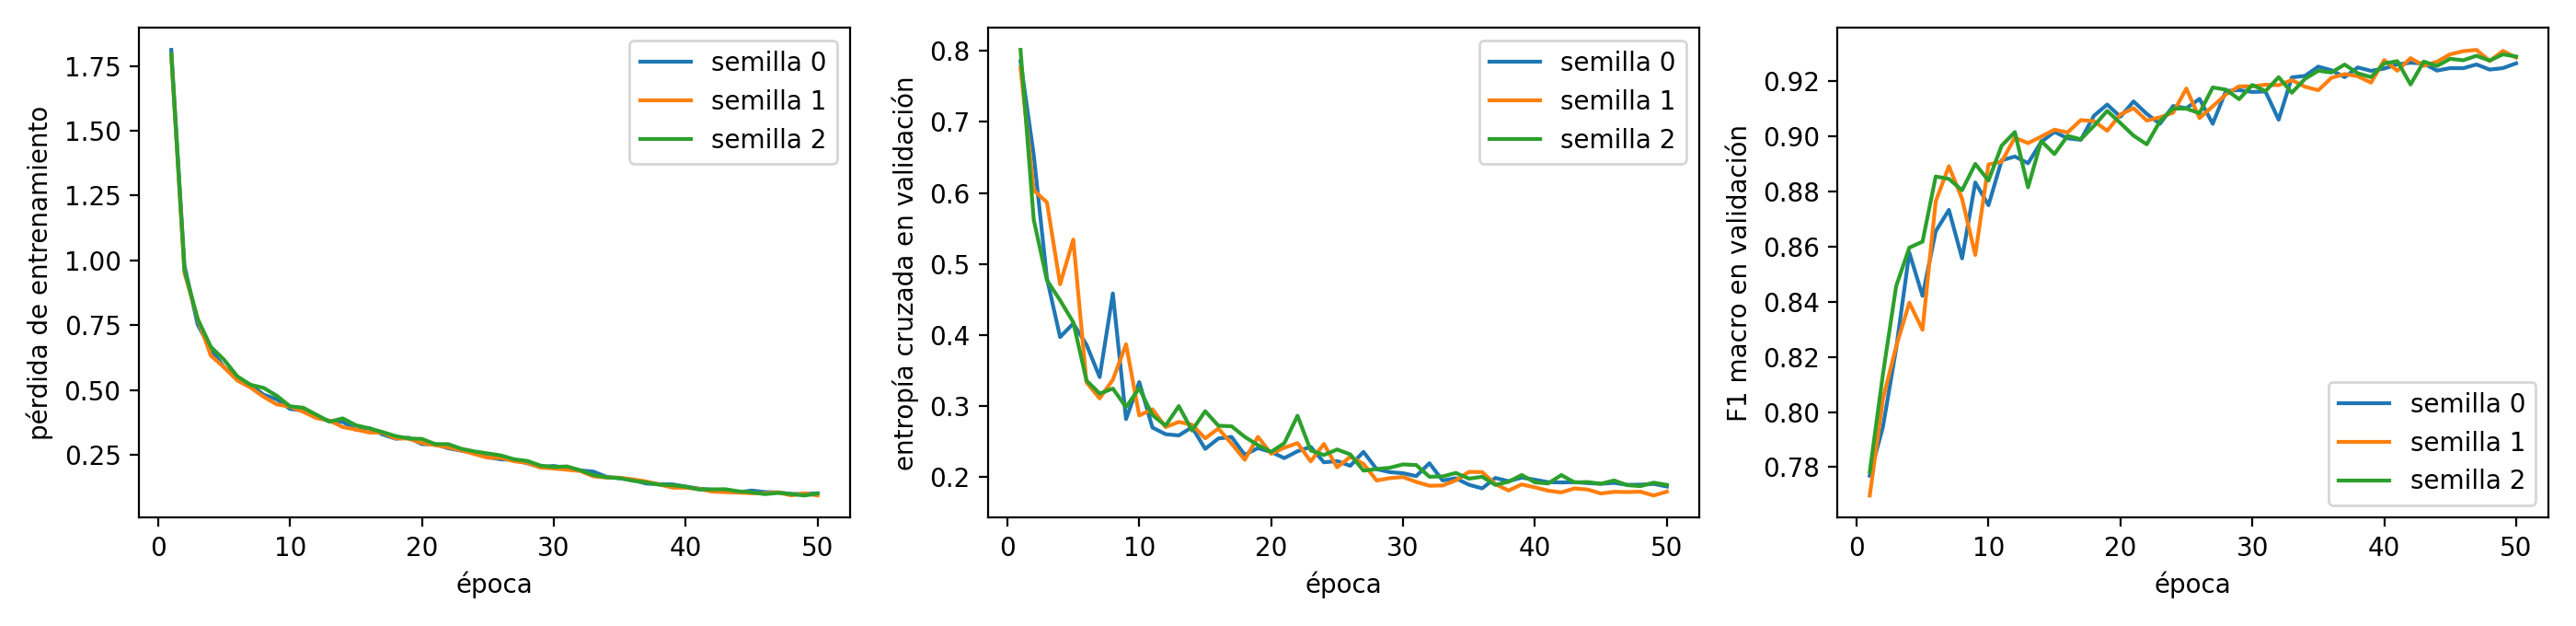 pérdida de entrenamiento
1.75
1.50
1.25
1.00
0.75
0.50
0.25
0 10 20 30 40 50
época
semilla 0
semilla 1
semilla 2
entropía cruzada en validación
0.8
0.7
0.6
0.5
0.4
0.3
0.2
0 10 20 30 40 50
época
semilla 0
semilla 1
semilla 2
F1 macro en validación
0.92
0.90
0.88
0.86
0.84
0.82
0.80
0.78
0 10 20 30 40 50
época
semilla 0
semilla 1
semilla 2